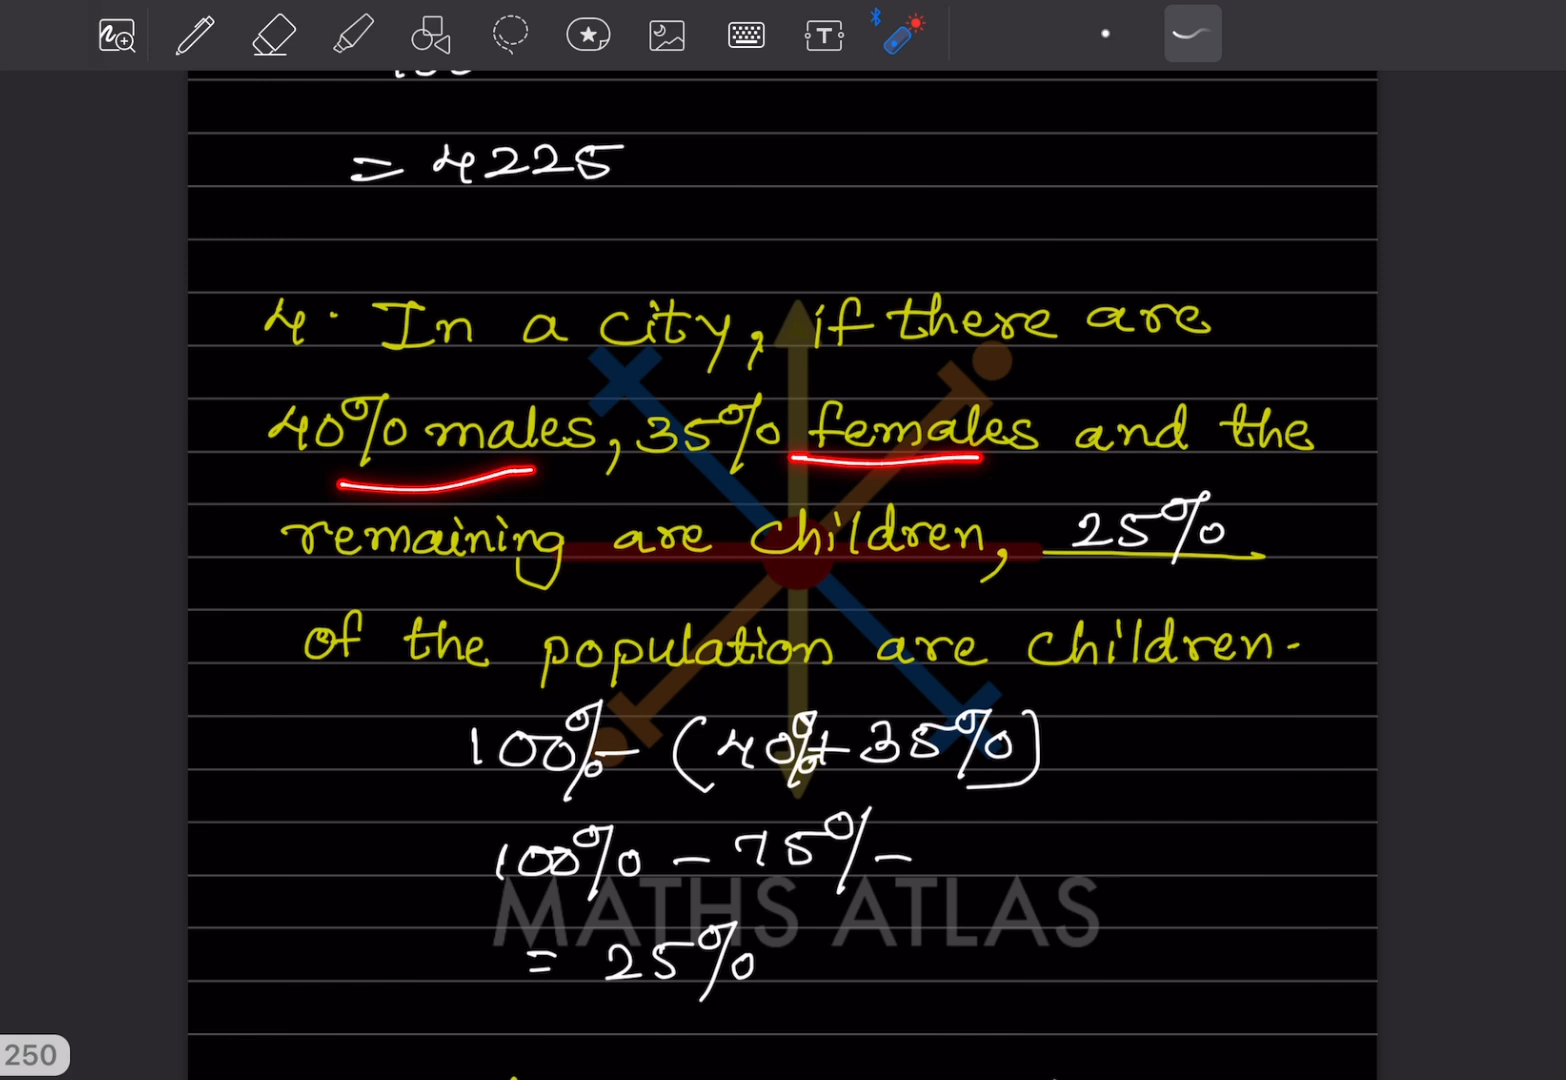 = 4225
4. In a city, if there are
40% males, 35% females and the
remaining are children, 25%
of the population are children.
100% - (40% + 35%)
100% - 75%
MATHS ATLAS
= 25%
250